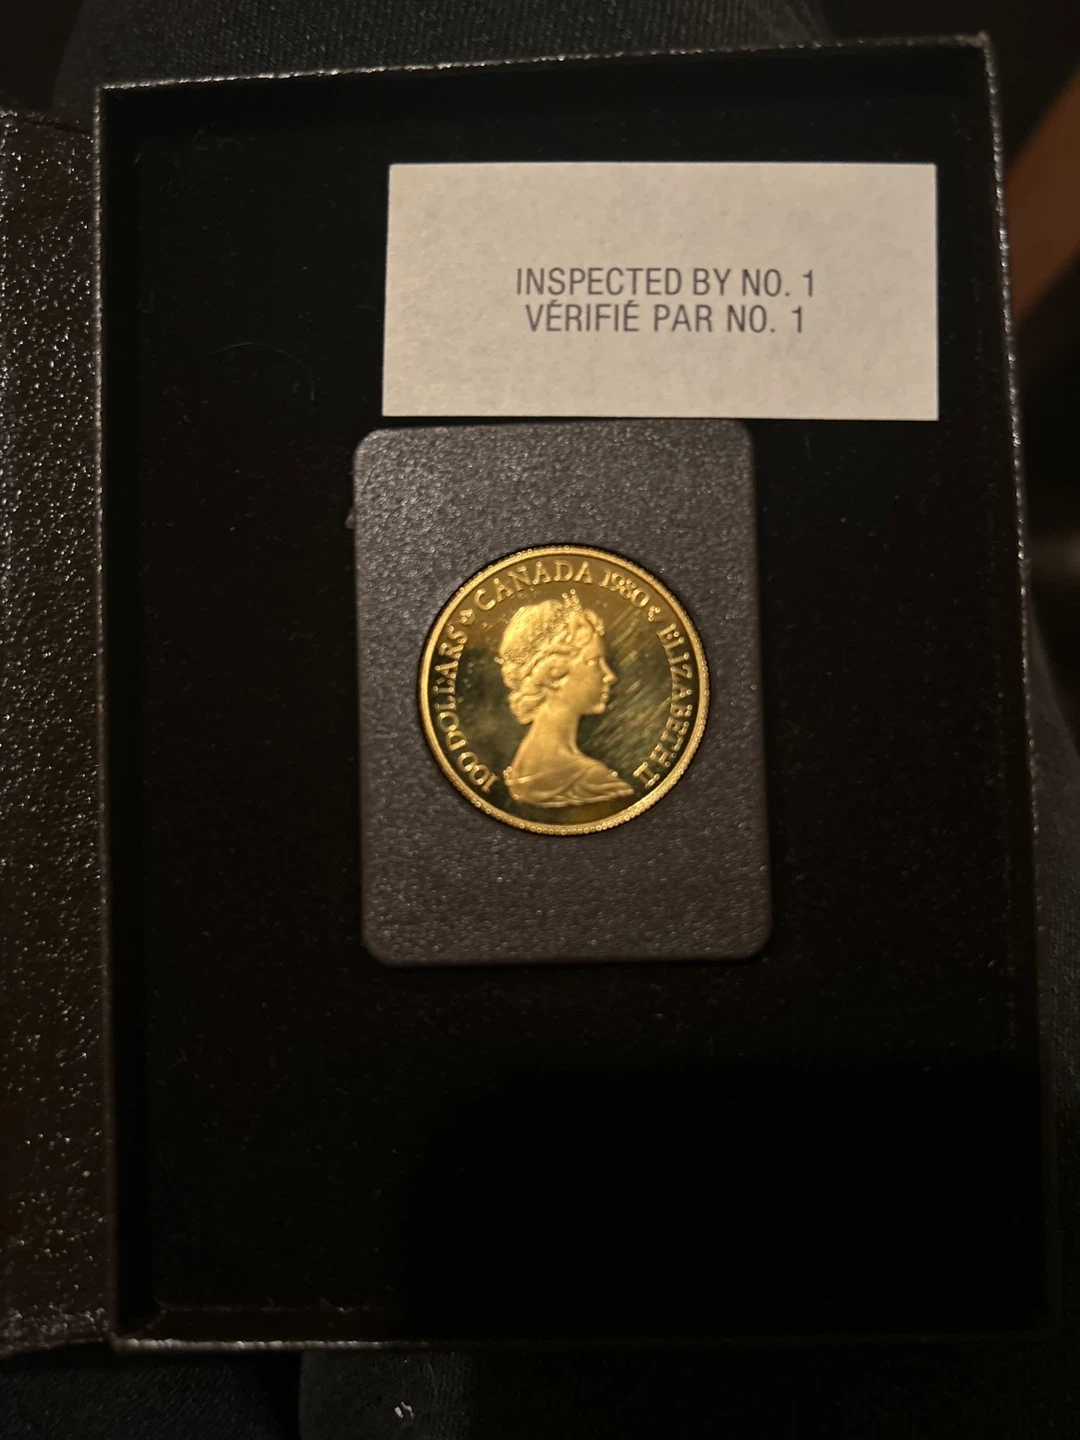 INSPECTED BY NO. 1
VÉRIFIÉ PAR NO. 1
100 DOLLARS CANADA 1980 ELIZABETH II